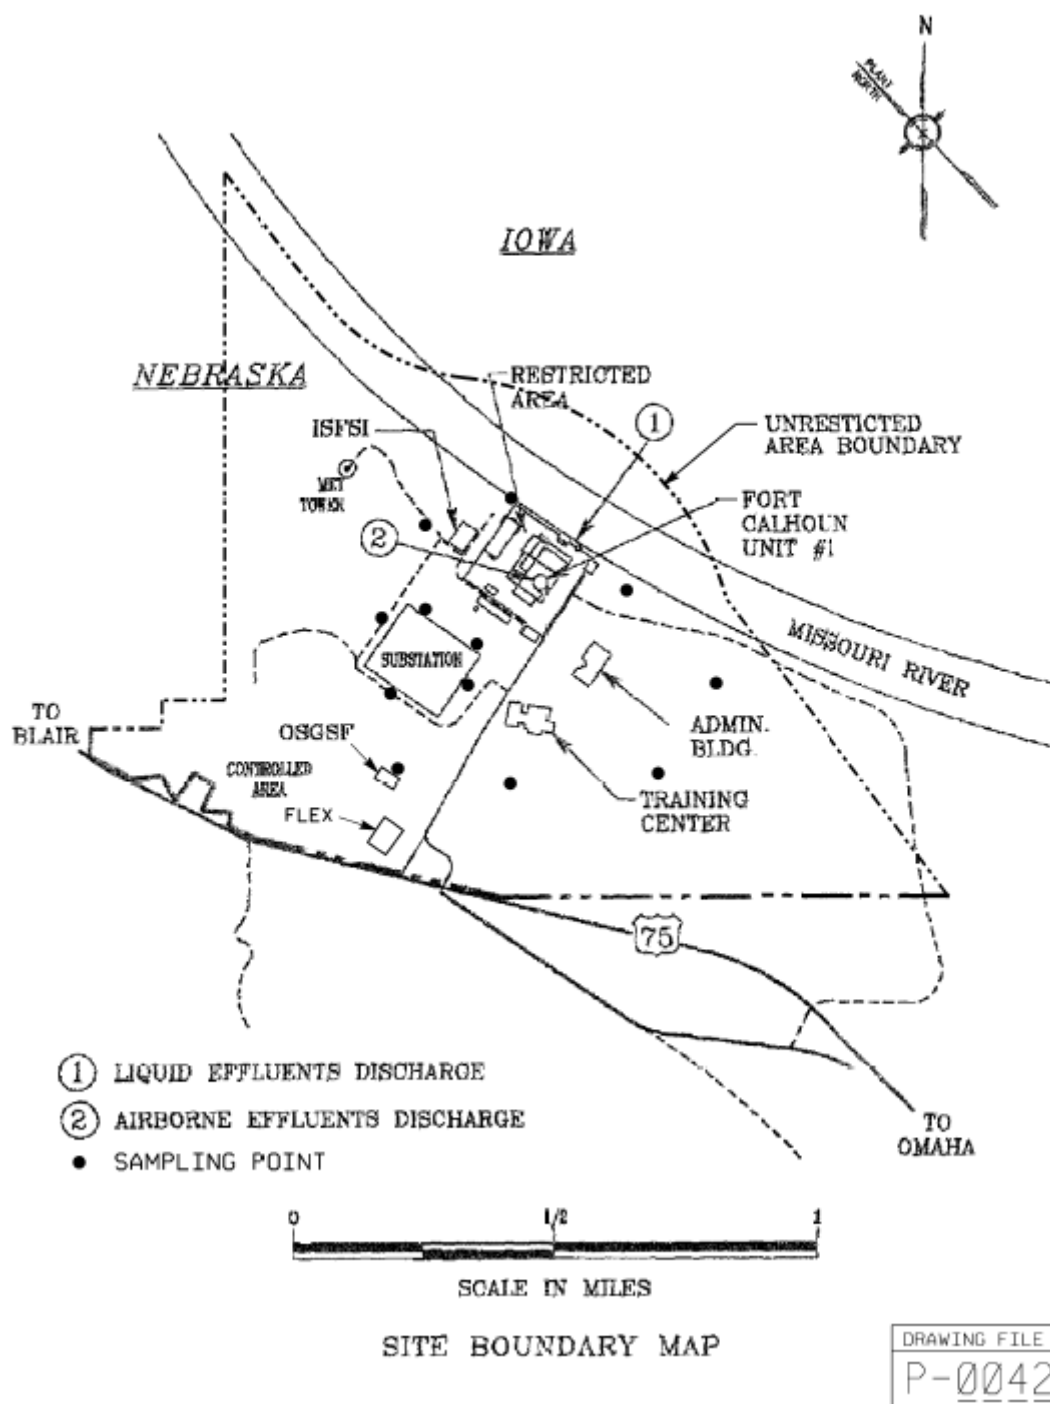 N
PLANT
NORTH
IOWA
NEBRASKA
RESTRICTED
AREA
1
UNRESTICTED
AREA BOUNDARY
ISFSI
MET
TOWER
2
FORT
CALHOUN
UNIT #1
MISSOURI RIVER
SUBSTATION
TO
BLAIR
OSGSF
ADMIN.
BLDG.
CONTROLLED
AREA
TRAINING
CENTER
FLEX
75
1 LIQUID EFFLUENTS DISCHARGE
2 AIRBORNE EFFLUENTS DISCHARGE
SAMPLING POINT
TO
OMAHA
0 1/2 1
SCALE IN MILES
SITE BOUNDARY MAP
DRAWING FILE
P-0042